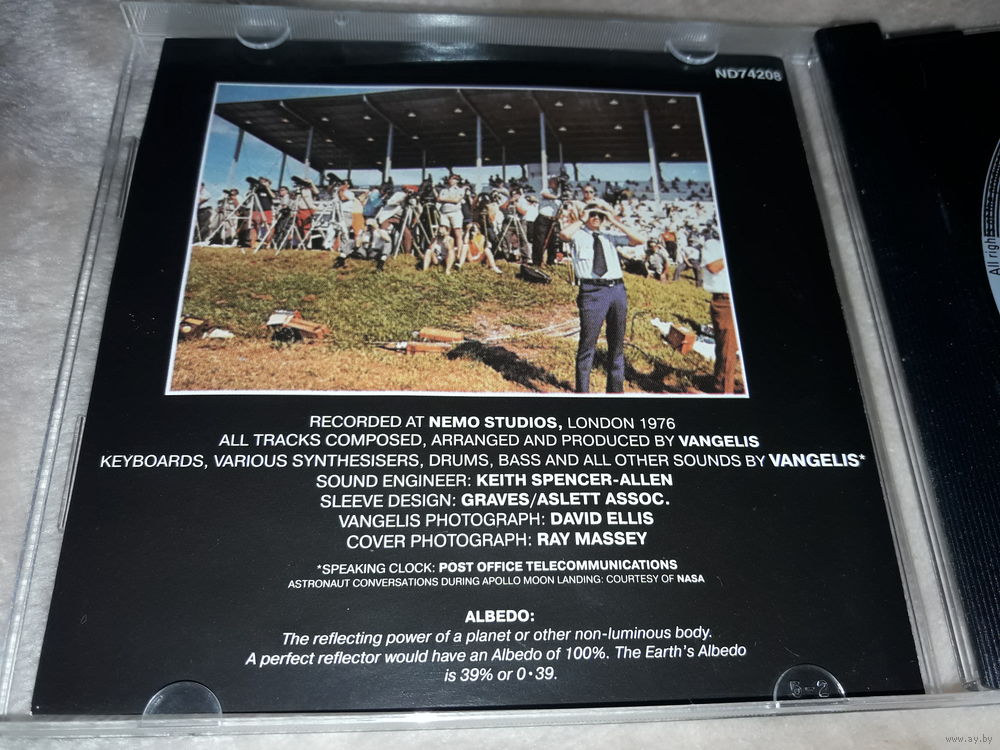 ND74208
RECORDED AT NEMO STUDIOS, LONDON 1976
ALL TRACKS COMPOSED, ARRANGED AND PRODUCED BY VANGELIS
KEYBOARDS, VARIOUS SYNTHESISERS, DRUMS, BASS AND ALL OTHER SOUNDS BY VANGELIS*
SOUND ENGINEER: KEITH SPENCER-ALLEN
SLEEVE DESIGN: GRAVES/ASLETT ASSOC.
VANGELIS PHOTOGRAPH: DAVID ELLIS
COVER PHOTOGRAPH: RAY MASSEY
*SPEAKING CLOCK: POST OFFICE TELECOMMUNICATIONS
ASTRONAUT CONVERSATIONS DURING APOLLO MOON LANDING: COURTESY OF NASA
ALBEDO:
The reflecting power of a planet or other non-luminous body.
A perfect reflector would have an Albedo of 100%. The Earth's Albedo
is 39% or 0·39.
5-2
All righ
www.ay.by